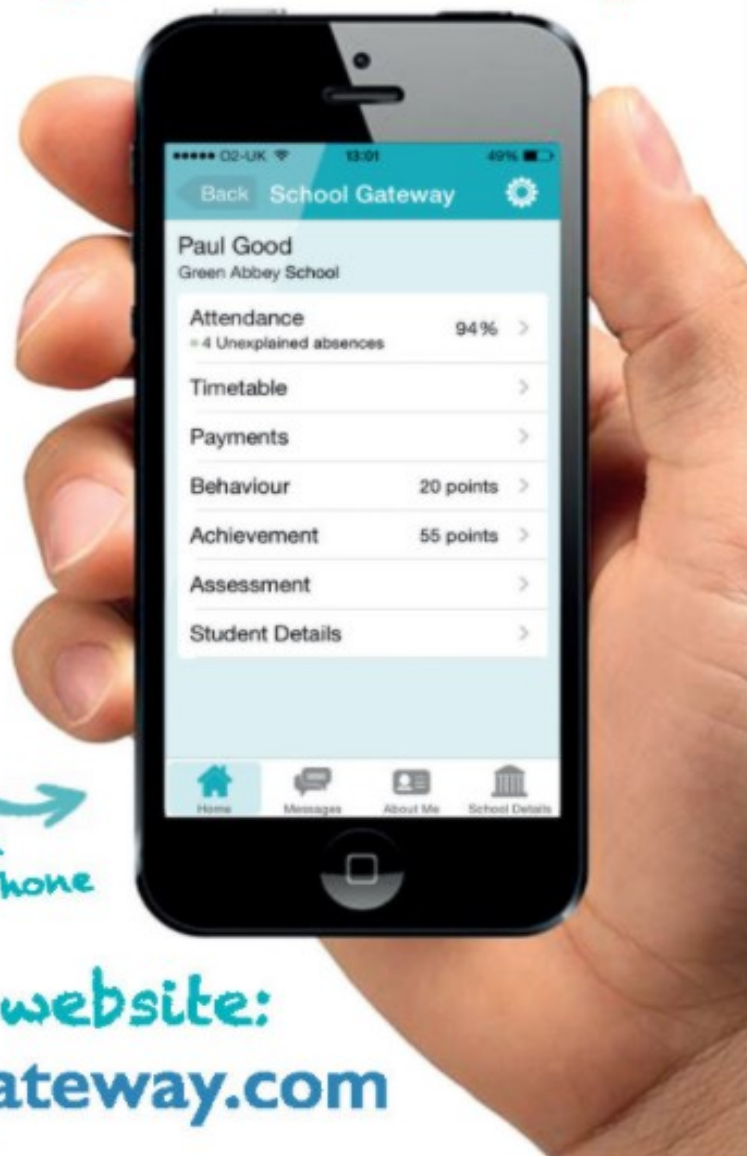 O2-UK 13:01 49%
Back School Gateway
Paul Good
Green Abbey School
Attendance 94%
4 Unexplained absences
Timetable
Payments
Behaviour 20 points
Achievement 55 points
Assessment
Student Details
Home Messages About Me School Details
hone
website:
ateway.com